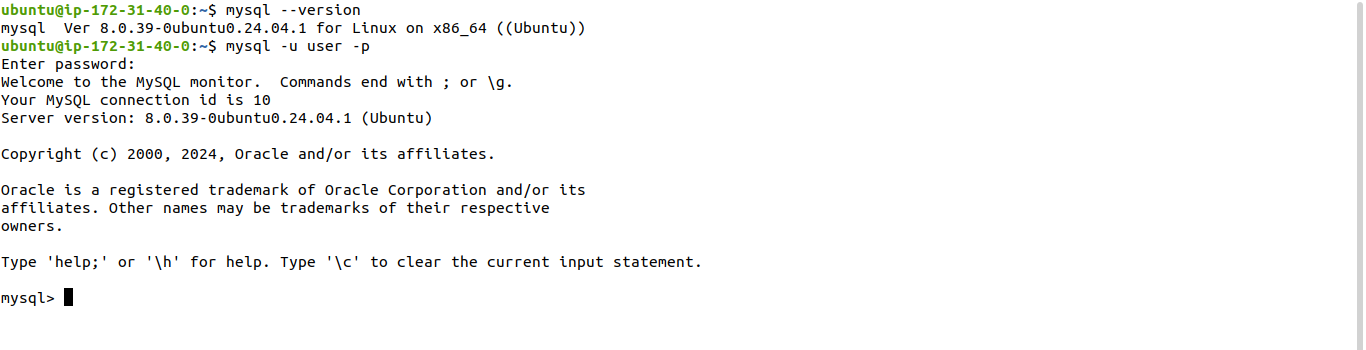 ubuntu@ip-172-31-40-0:~$ mysql --version
mysql  Ver 8.0.39-0ubuntu0.24.04.1 for Linux on x86_64 ((Ubuntu))
ubuntu@ip-172-31-40-0:~$ mysql -u user -p
Enter password:
Welcome to the MySQL monitor.  Commands end with ; or \g.
Your MySQL connection id is 10
Server version: 8.0.39-0ubuntu0.24.04.1 (Ubuntu)
Copyright (c) 2000, 2024, Oracle and/or its affiliates.
Oracle is a registered trademark of Oracle Corporation and/or its
affiliates. Other names may be trademarks of their respective
owners.
Type 'help;' or '\h' for help. Type '\c' to clear the current input statement.
mysql>